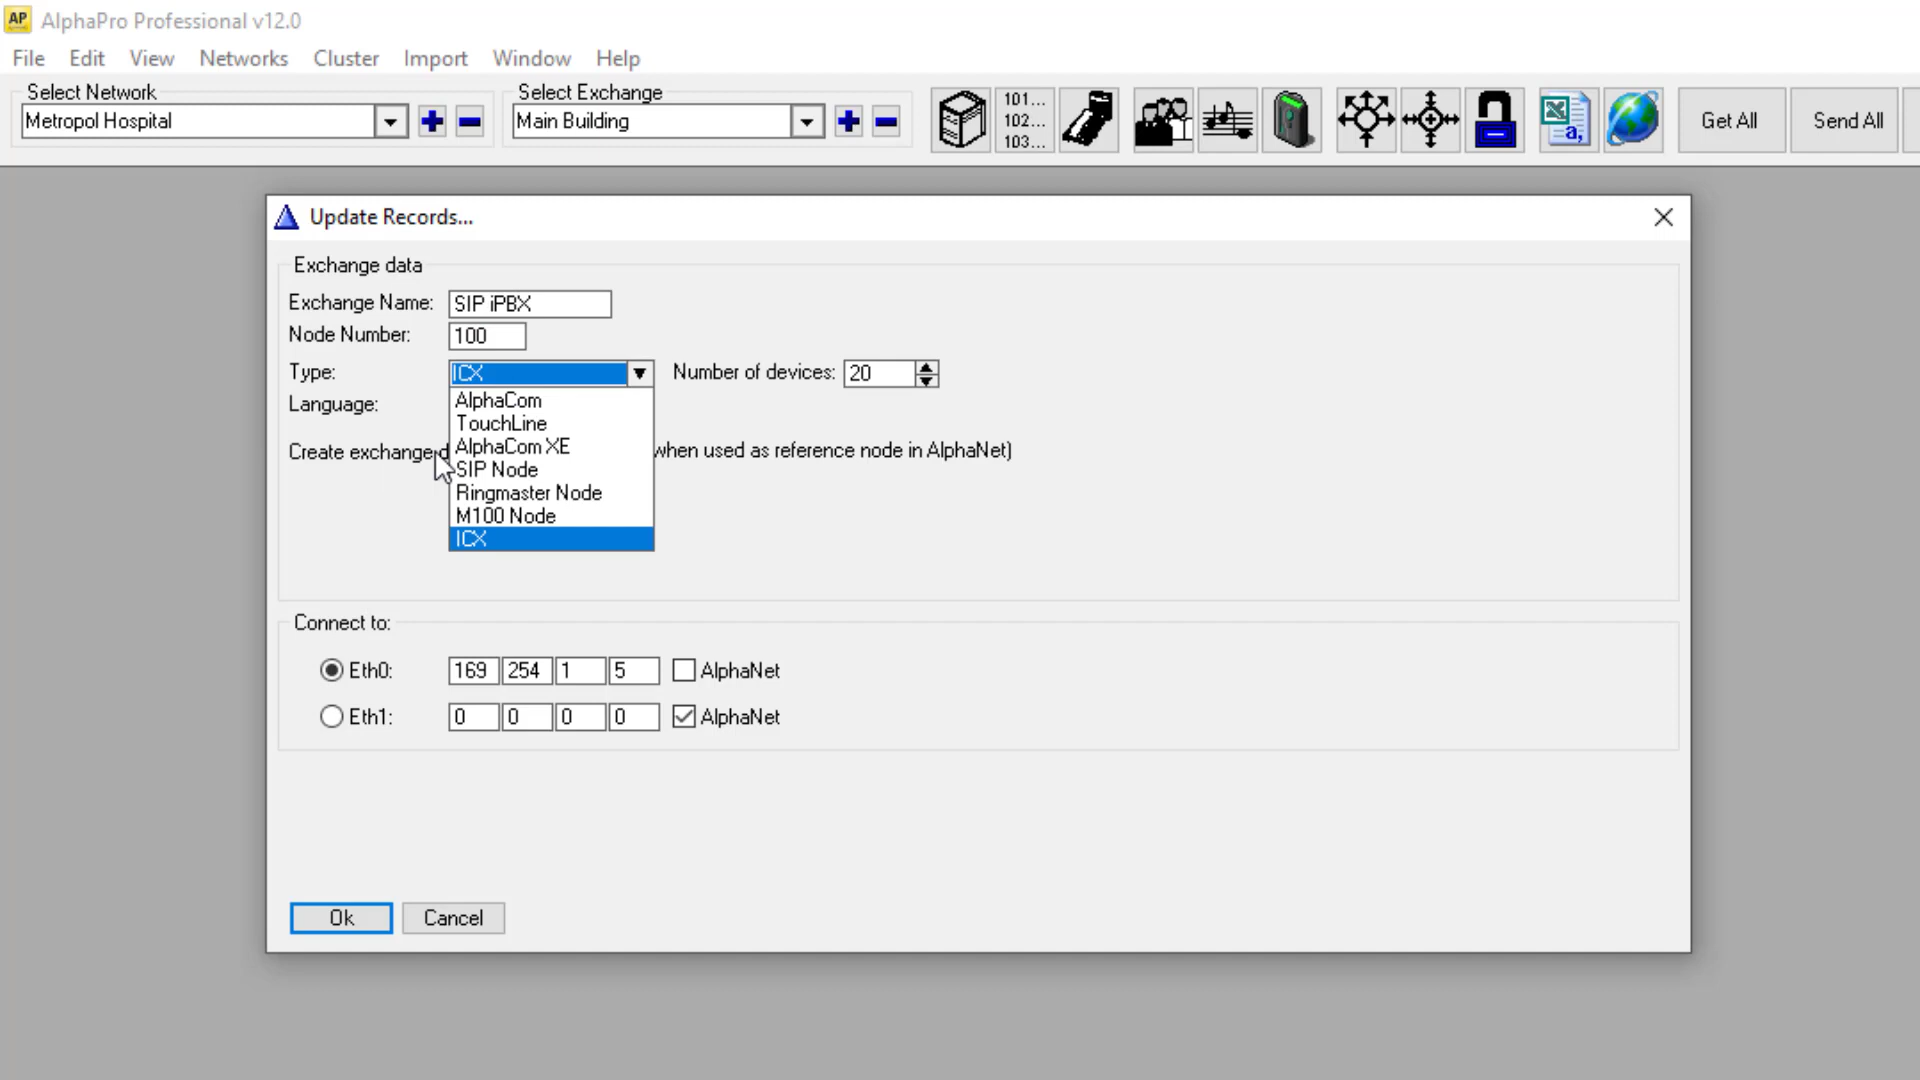 AP AlphaPro Professional v12.0
File Edit View Networks Cluster Import Window Help
Select Network
Metropol Hospital
Select Exchange
Main Building
101...
102...
103...
a,
Get All
Send All
Update Records...
Exchange data
Exchange Name: SIP iPBX
Node Number: 100
Type: ICX Number of devices: 20
Language:
AlphaCom
TouchLine
AlphaCom XE
SIP Node
Ringmaster Node
M100 Node
ICX
Create exchange d when used as reference node in AlphaNet)
Connect to:
Eth0: 169 254 1 5 AlphaNet
Eth1: 0 0 0 0 AlphaNet
Ok Cancel